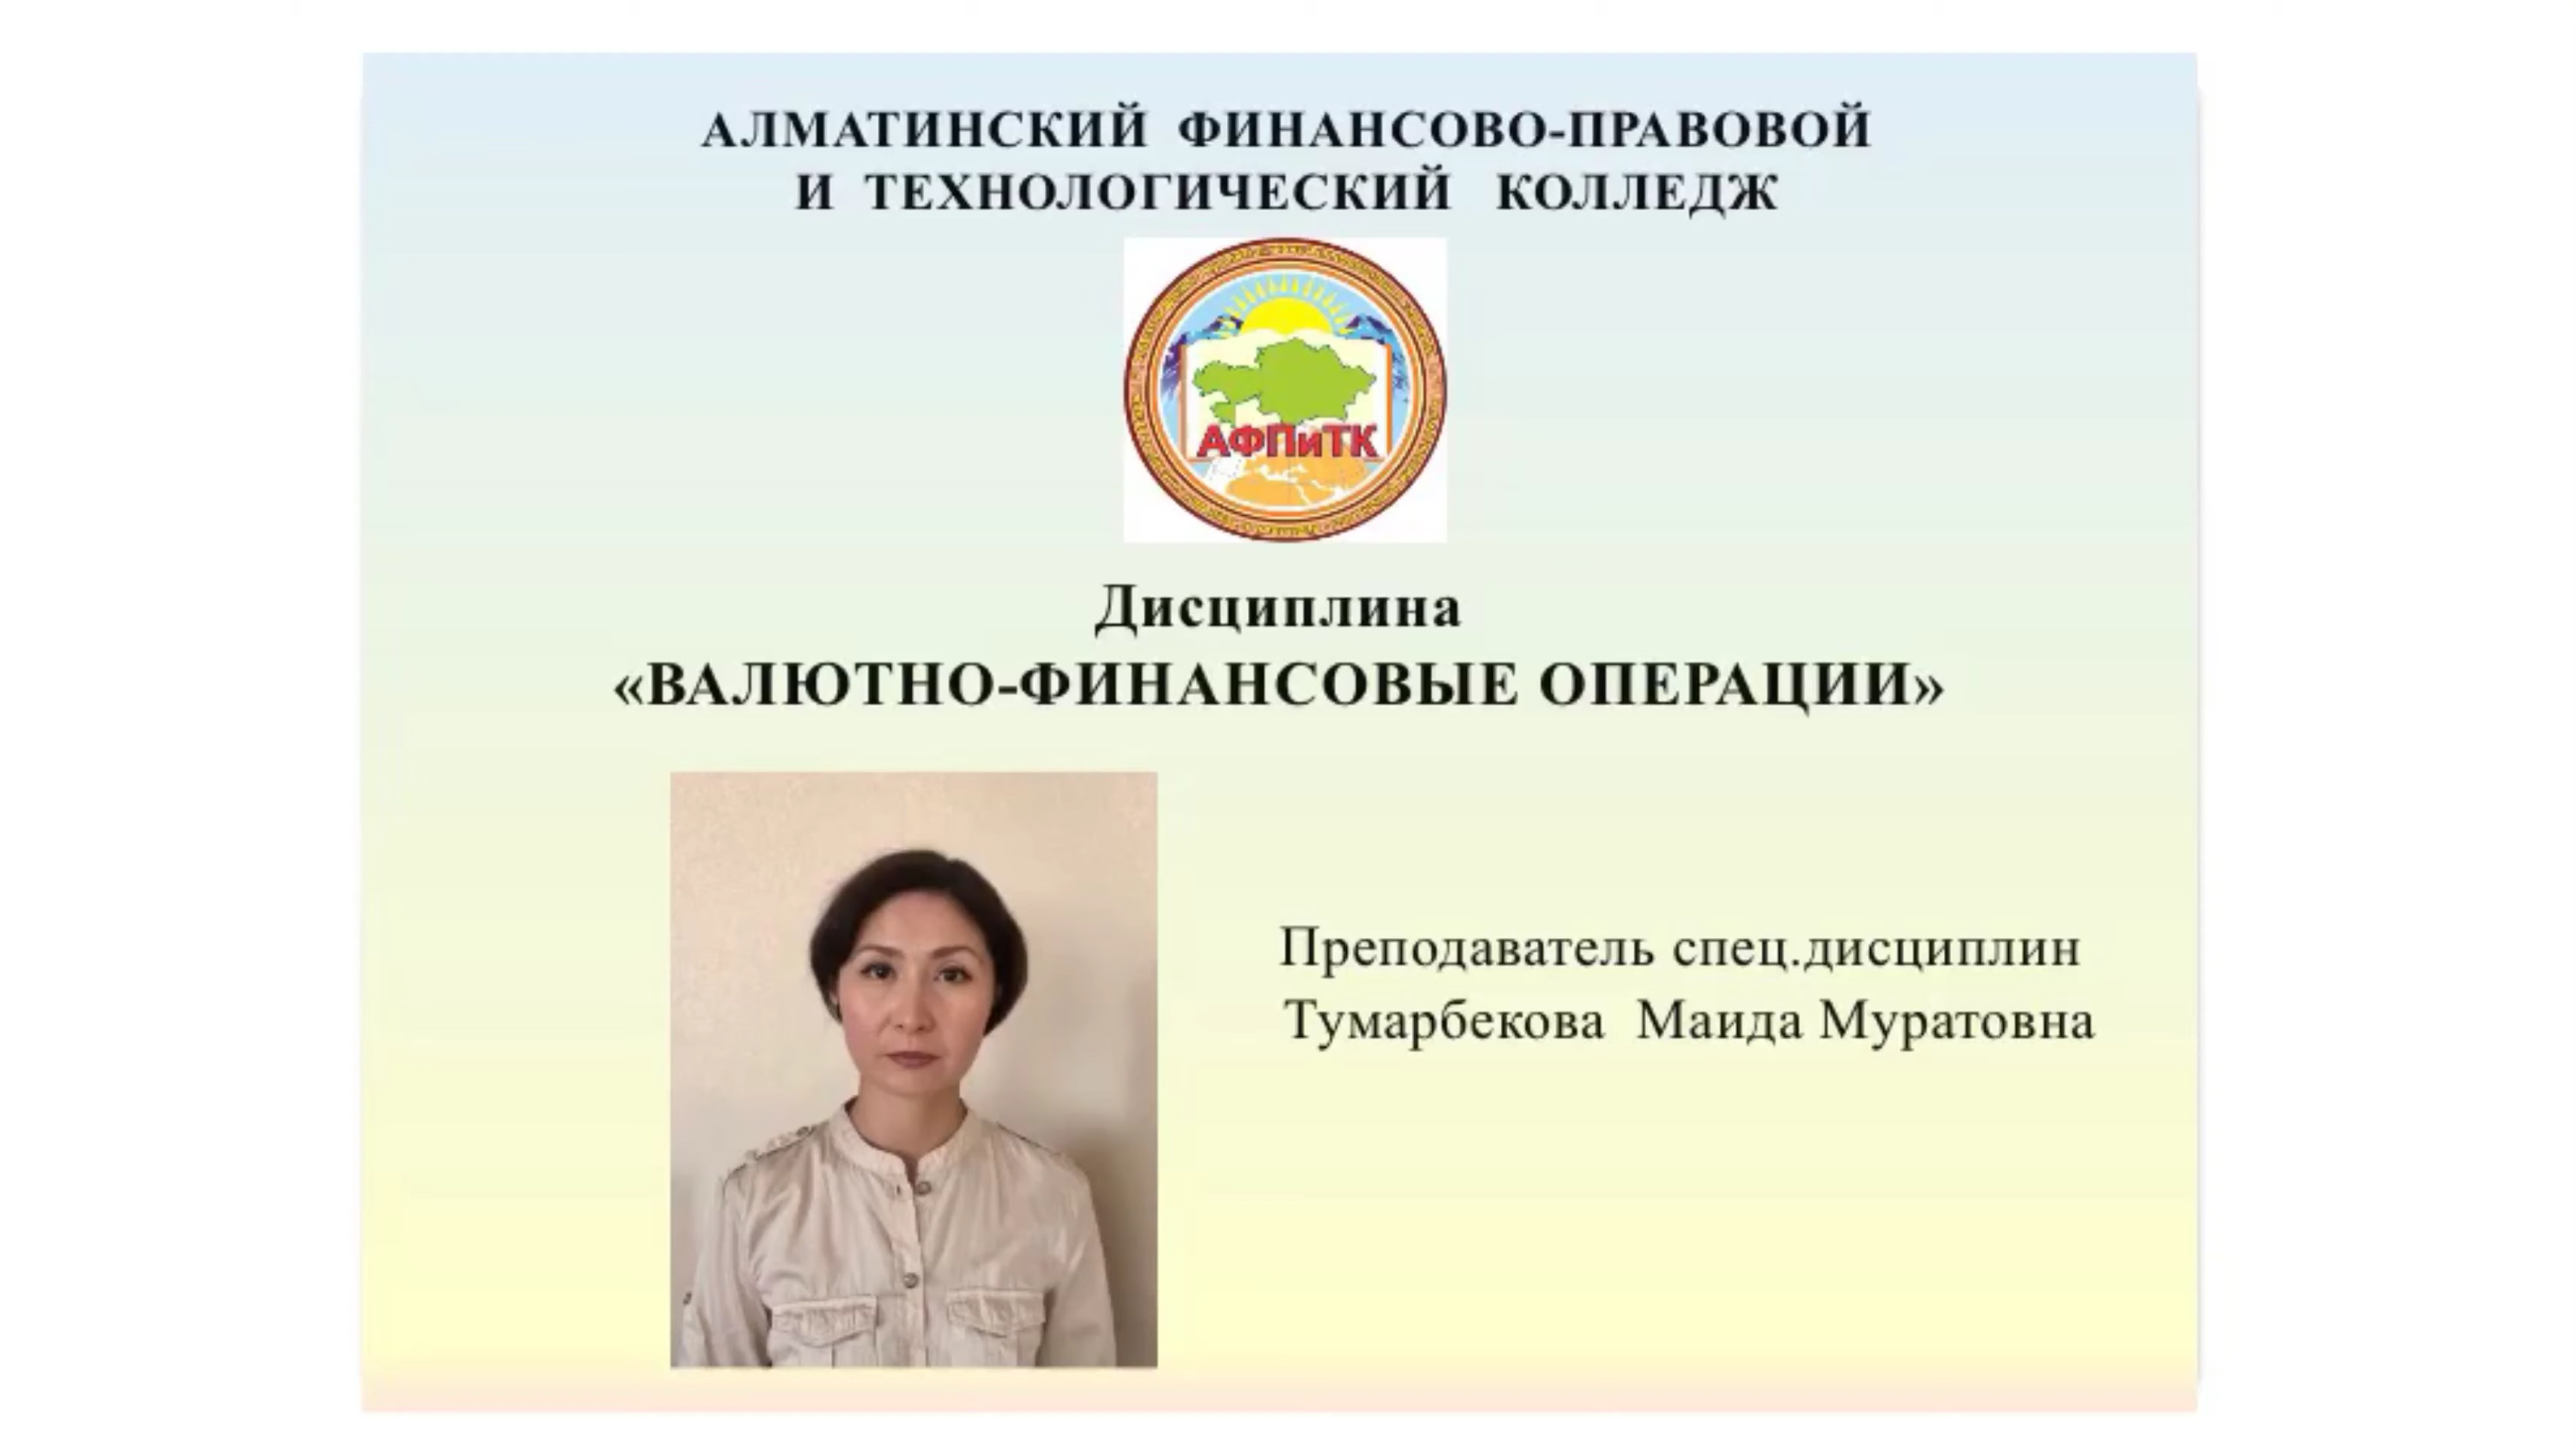 АЛМАТИНСКИЙ ФИНАНСОВО-ПРАВОВОЙ
И ТЕХНОЛОГИЧЕСКИЙ КОЛЛЕДЖ
АФПиТК
Дисциплина
«ВАЛЮТНО-ФИНАНСОВЫЕ ОПЕРАЦИИ»
Преподаватель спец.дисциплин
Тумарбекова Маида Муратовна